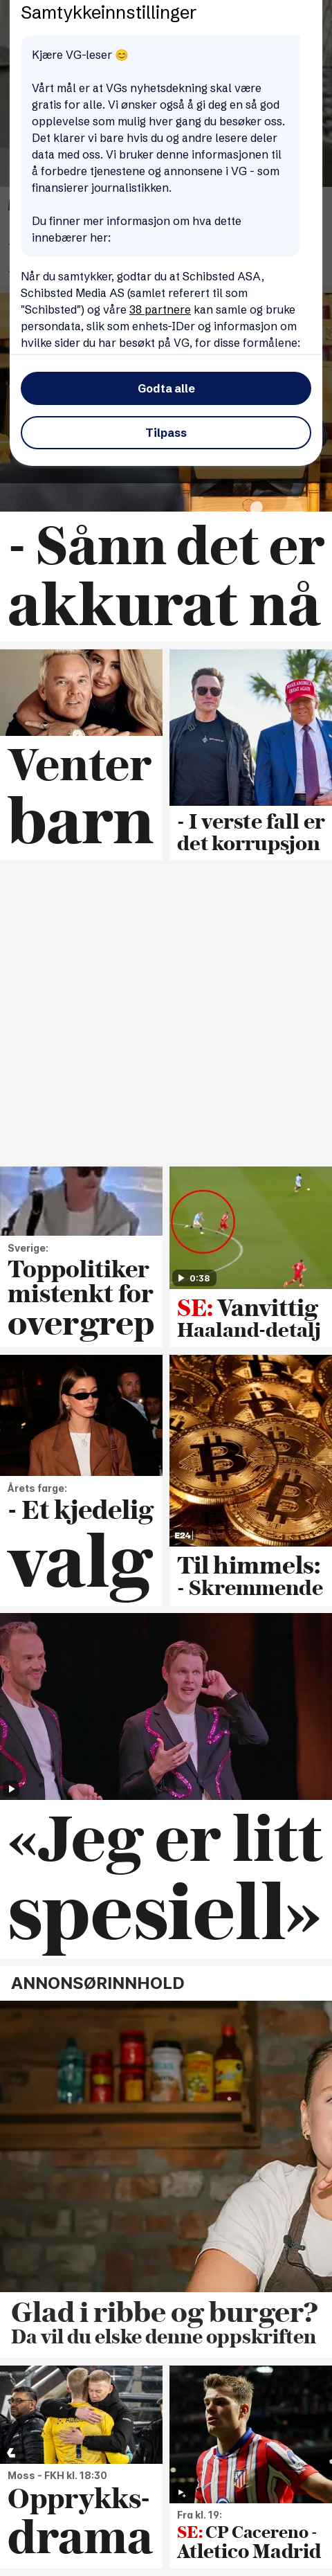 Samtykkeinnstillinger
Kjære VG-leser 😊
Vårt mål er at VGs nyhetsdekning skal være
gratis for alle. Vi ønsker også å gi deg en så god
opplevelse som mulig hver gang du besøker oss.
Det klarer vi bare hvis du og andre lesere deler
data med oss. Vi bruker denne informasjonen til
å forbedre tjenestene og annonsene i VG - som
finansierer journalistikken.
Du finner mer informasjon om hva dette
innebærer her:
Når du samtykker, godtar du at Schibsted ASA,
Schibsted Media AS (samlet referert til som
"Schibsted") og våre 38 partnere kan samle og bruke
persondata, slik som enhets-IDer og informasjon om
hvilke sider du har besøkt på VG, for disse formålene:
Godta alle
Tilpass
- Sånn det er
akkurat nå
Venter
barn
- I verste fall er
det korrupsjon
Sverige:
Toppolitiker
mistenkt for
overgrep
0:38
SE: Vanvittig
Haaland-detalj
Årets farge:
- Et kjedelig
valg
E24
Til himmels:
- Skremmende
«Jeg er litt
spesiell»
ANNONSØRINNHOLD
Glad i ribbe og burger?
Da vil du elske denne oppskriften
Moss - FKH kl. 18:30
Opprykks-
drama
Fra kl. 19:
SE: CP Cacereno -
Atletico Madrid